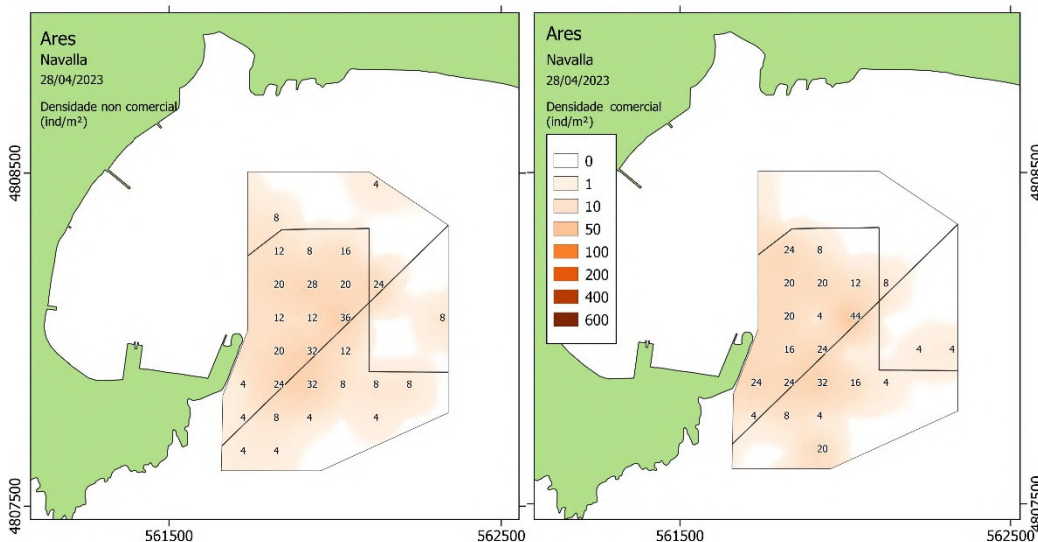 Ares
Navalla
28/04/2023
Densidade non comercial
(ind/m²)
4
8
12 8 16
20 28 20 24
12 12 36 8
20 32 12
4 24 32 8 8 8
4 8 4 4
4 4
4807500
561500 562500
Ares
Navalla
28/04/2023
Densidade comercial
(ind/m²)
0
1
10
50
100
200
400
600
4808500
24 8
20 20 12 8
20 4 44
16 24 4 4
24 24 32 16 4
4 8 4
20
4808500
4807500
561500 562500